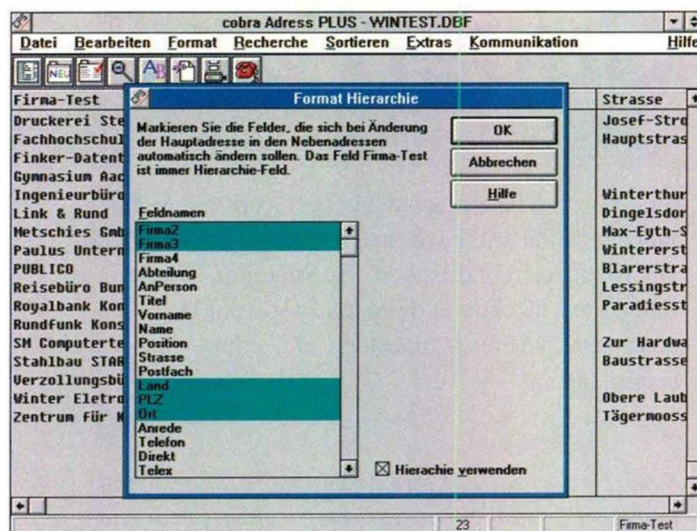 cobra Adress PLUS - WINTEST.DBF
Datei Bearbeiten Format Recherche Sortieren Extras Kommunikation Hilfe
NEU
Firma-Test
Druckerei Ste
Fachhochschul
Finker-Datent
Gymnasium Aac
Ingenieurbüro
Link & Rund
Metschies Gmb
Paulus Untern
PUBLICO
Reisebüro Bun
Royalbank Kon
Rundfunk Kons
SM Computerte
Stahlbau STAR
Verzollungsbü
Winter Eletro
Zentrum für K
Format Hierarchie
Markieren Sie die Felder, die sich bei Änderung
der Hauptadresse in den Nebenadressen
automatisch ändern sollen. Das Feld Firma-Test
ist immer Hierarchie-Feld.
OK
Abbrechen
Hilfe
Feldnamen
Firma2
Firma3
Firma4
Abteilung
AnPerson
Titel
Vorname
Name
Position
Strasse
Postfach
Land
PLZ
Ort
Anrede
Telefon
Direkt
Telex
Hierachie verwenden
Strasse
Josef-Stro
Hauptstras
Winterthur
Dingelsdor
Max-Eyth-S
Wintererst
Blarerstra
Lessingstr
Paradiesst
Zur Hardwa
Baustrasse
Obere Laub
Tägermooss
23
Firma-Test